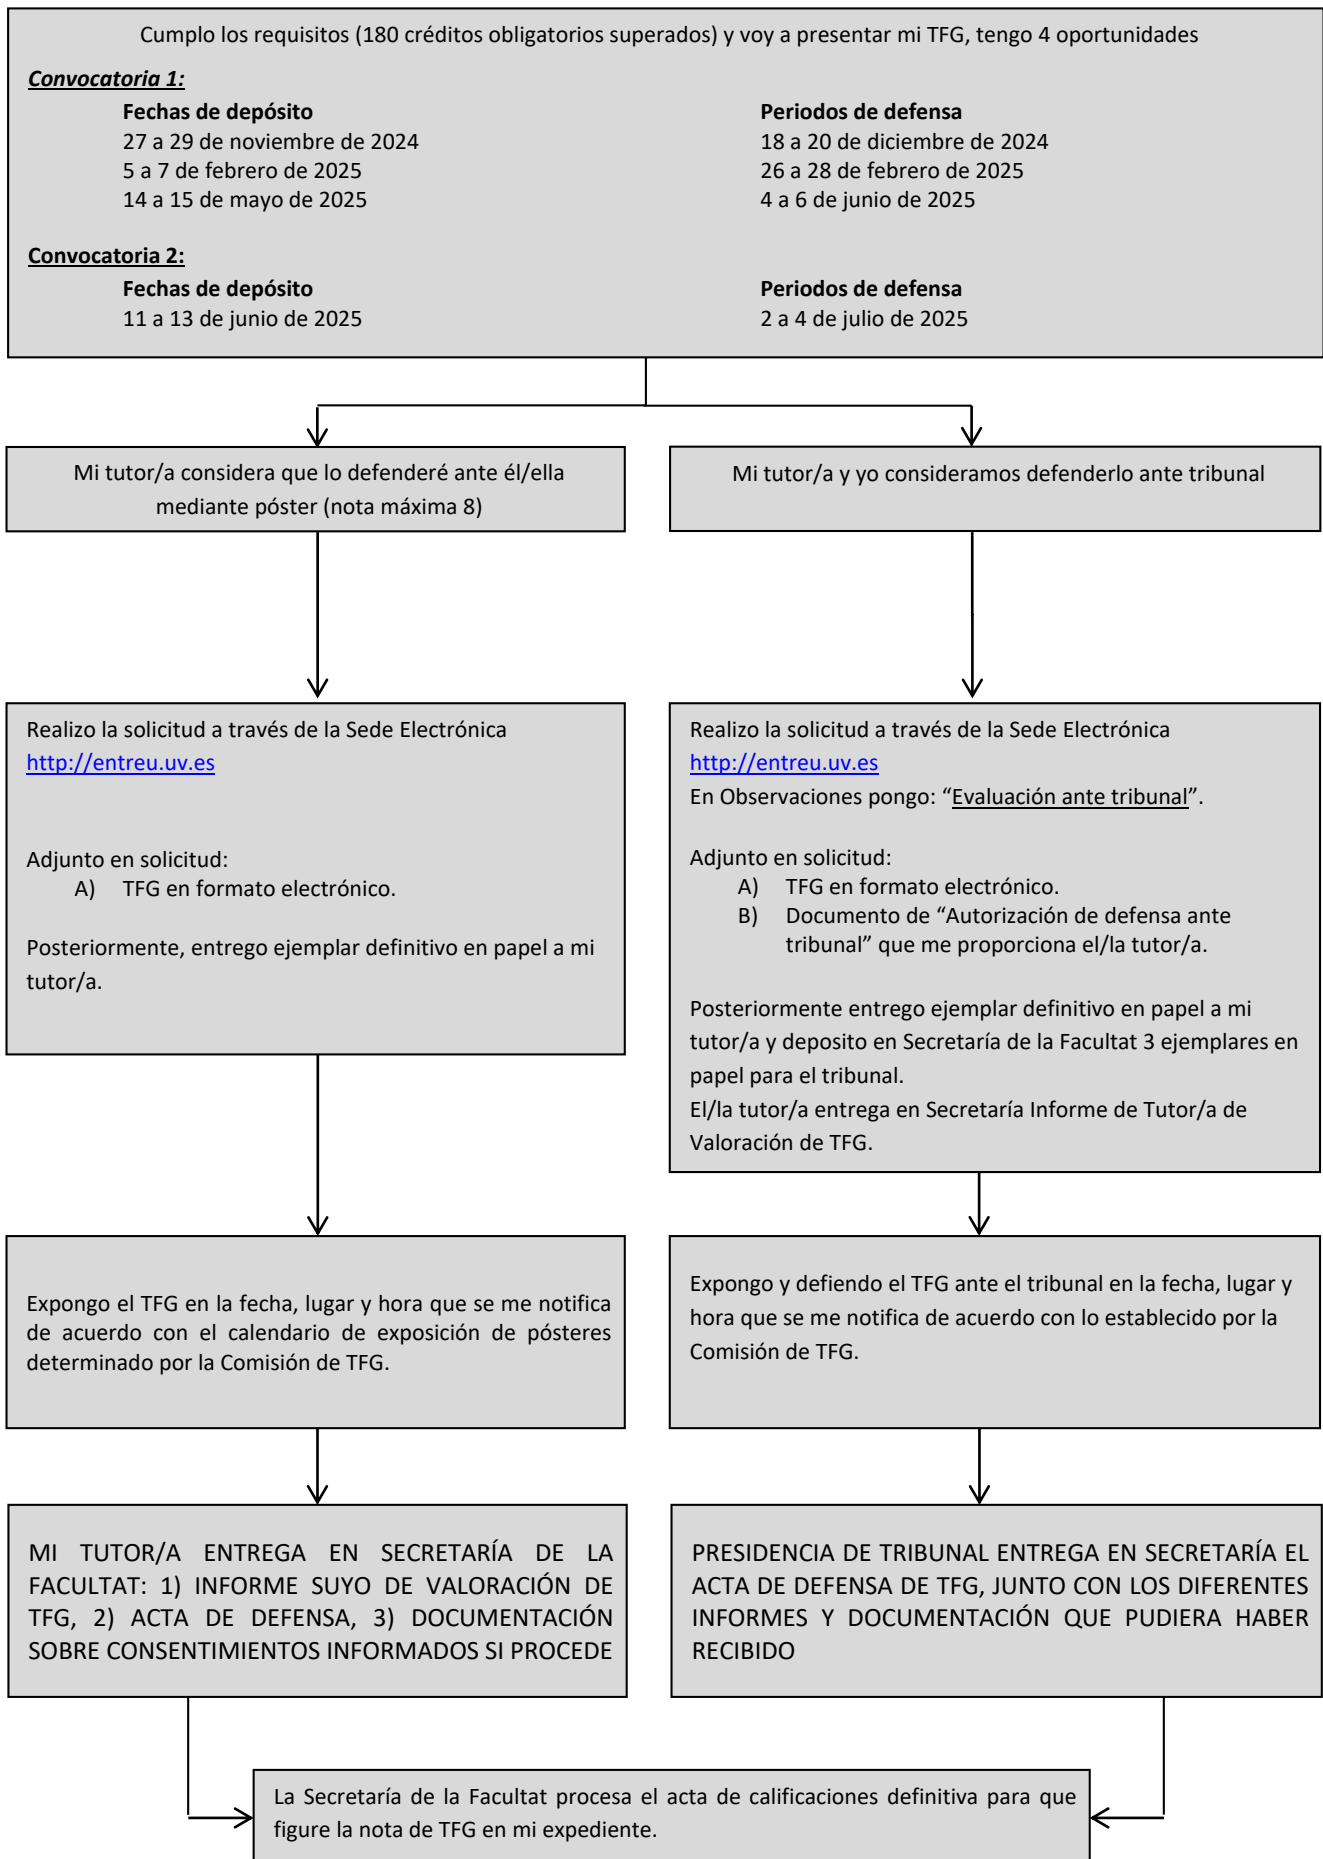 Cumplo los requisitos (180 créditos obligatorios superados) y voy a presentar mi TFG, tengo 4 oportunidades
Convocatoria 1:
Fechas de depósito
27 a 29 de noviembre de 2024
5 a 7 de febrero de 2025
14 a 15 de mayo de 2025
Periodos de defensa
18 a 20 de diciembre de 2024
26 a 28 de febrero de 2025
4 a 6 de junio de 2025
Convocatoria 2:
Fechas de depósito
11 a 13 de junio de 2025
Periodos de defensa
2 a 4 de julio de 2025
Mi tutor/a considera que lo defenderé ante él/ella
mediante póster (nota máxima 8)
Mi tutor/a y yo consideramos defenderlo ante tribunal
Realizo la solicitud a través de la Sede Electrónica
http://entreu.uv.es
Adjunto en solicitud:
A) TFG en formato electrónico.
Posteriormente, entrego ejemplar definitivo en papel a mi
tutor/a.
Realizo la solicitud a través de la Sede Electrónica
http://entreu.uv.es
En Observaciones pongo: “Evaluación ante tribunal”.
Adjunto en solicitud:
A) TFG en formato electrónico.
B) Documento de “Autorización de defensa ante
tribunal” que me proporciona el/la tutor/a.
Posteriormente entrego ejemplar definitivo en papel a mi
tutor/a y deposito en Secretaría de la Facultat 3 ejemplares en
papel para el tribunal.
El/la tutor/a entrega en Secretaría Informe de Tutor/a de
Valoración de TFG.
Expongo el TFG en la fecha, lugar y hora que se me notifica
de acuerdo con el calendario de exposición de pósteres
determinado por la Comisión de TFG.
Expongo y defiendo el TFG ante el tribunal en la fecha, lugar y
hora que se me notifica de acuerdo con lo establecido por la
Comisión de TFG.
MI TUTOR/A ENTREGA EN SECRETARÍA DE LA
FACULTAT: 1) INFORME SUYO DE VALORACIÓN DE
TFG, 2) ACTA DE DEFENSA, 3) DOCUMENTACIÓN
SOBRE CONSENTIMIENTOS INFORMADOS SI PROCEDE
PRESIDENCIA DE TRIBUNAL ENTREGA EN SECRETARÍA EL
ACTA DE DEFENSA DE TFG, JUNTO CON LOS DIFERENTES
INFORMES Y DOCUMENTACIÓN QUE PUDIERA HABER
RECIBIDO
La Secretaría de la Facultat procesa el acta de calificaciones definitiva para que
figure la nota de TFG en mi expediente.